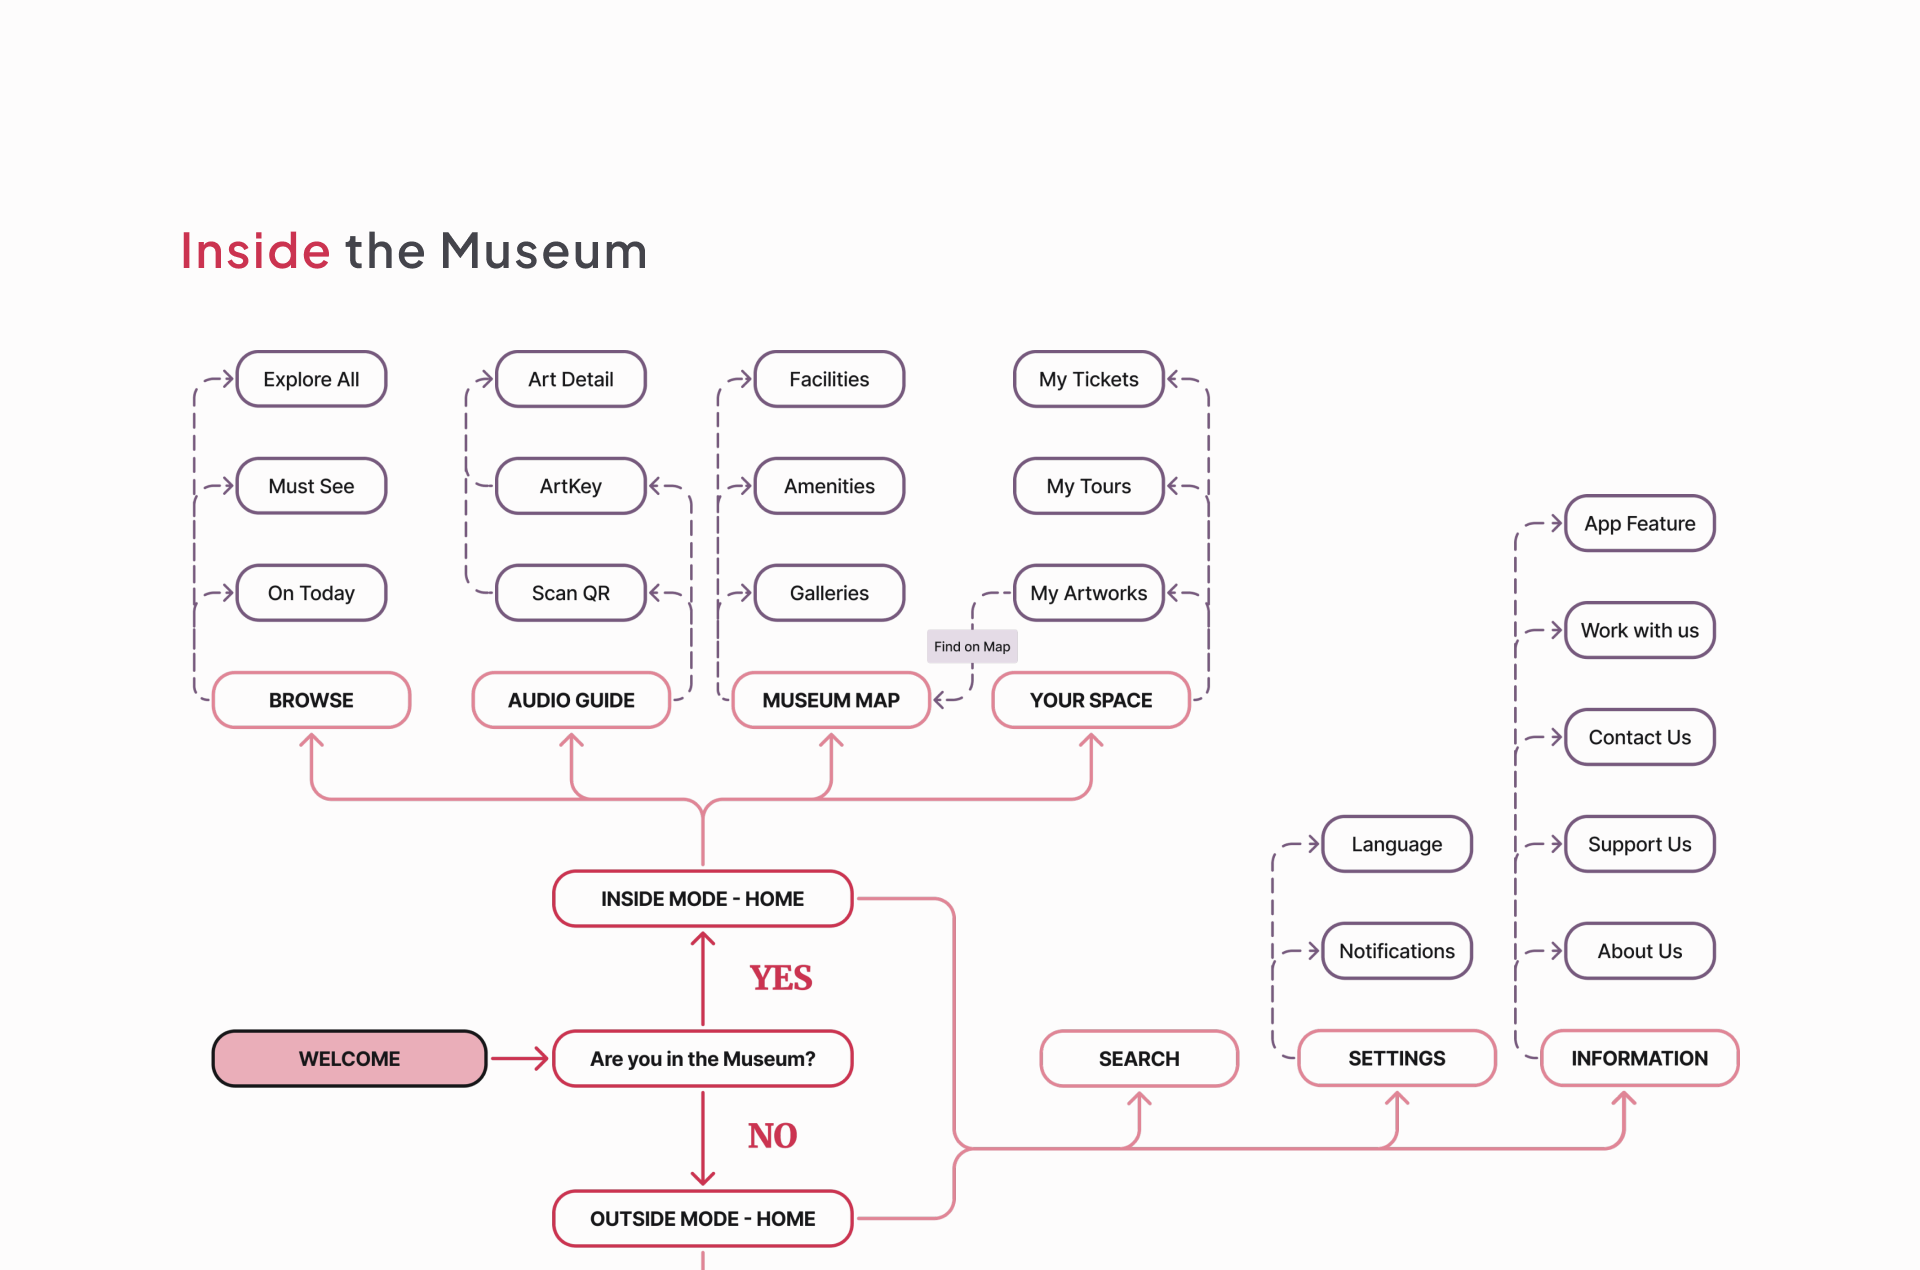 Inside the Museum
Explore All
Art Detail
Facilities
My Tickets
Must See
ArtKey
Amenities
My Tours
App Feature
On Today
Scan QR
Galleries
My Artworks
Work with us
Find on Map
BROWSE
AUDIO GUIDE
MUSEUM MAP
YOUR SPACE
Contact Us
Language
Support Us
INSIDE MODE - HOME
Notifications
About Us
YES
WELCOME
Are you in the Museum?
SEARCH
SETTINGS
INFORMATION
NO
OUTSIDE MODE - HOME